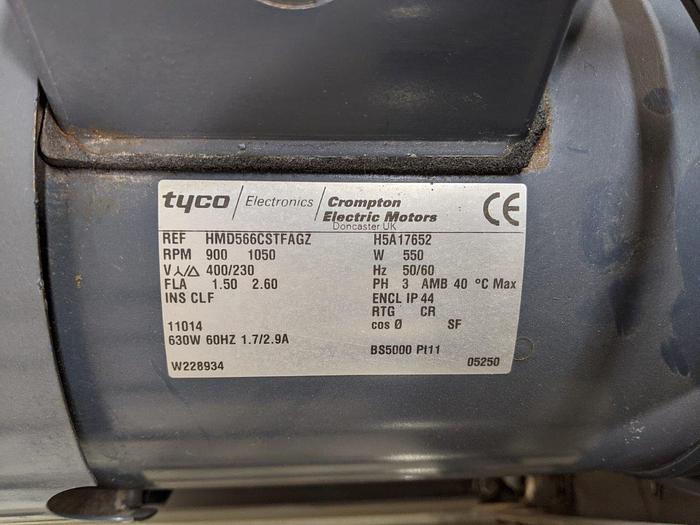 tyco / Electronics / Crompton
Electric Motors
Doncaster UK
CE
REF HMD566CSTFAGZ H5A17652
RPM 900 1050 W 550
V⅄/△ 400/230 Hz 50/60
FLA 1.50 2.60 PH 3 AMB 40 °C Max
INS CLF ENCL IP 44
RTG CR
11014 cos Ø SF
630W 60HZ 1.7/2.9A
BS5000 Pt11
W228934 05250